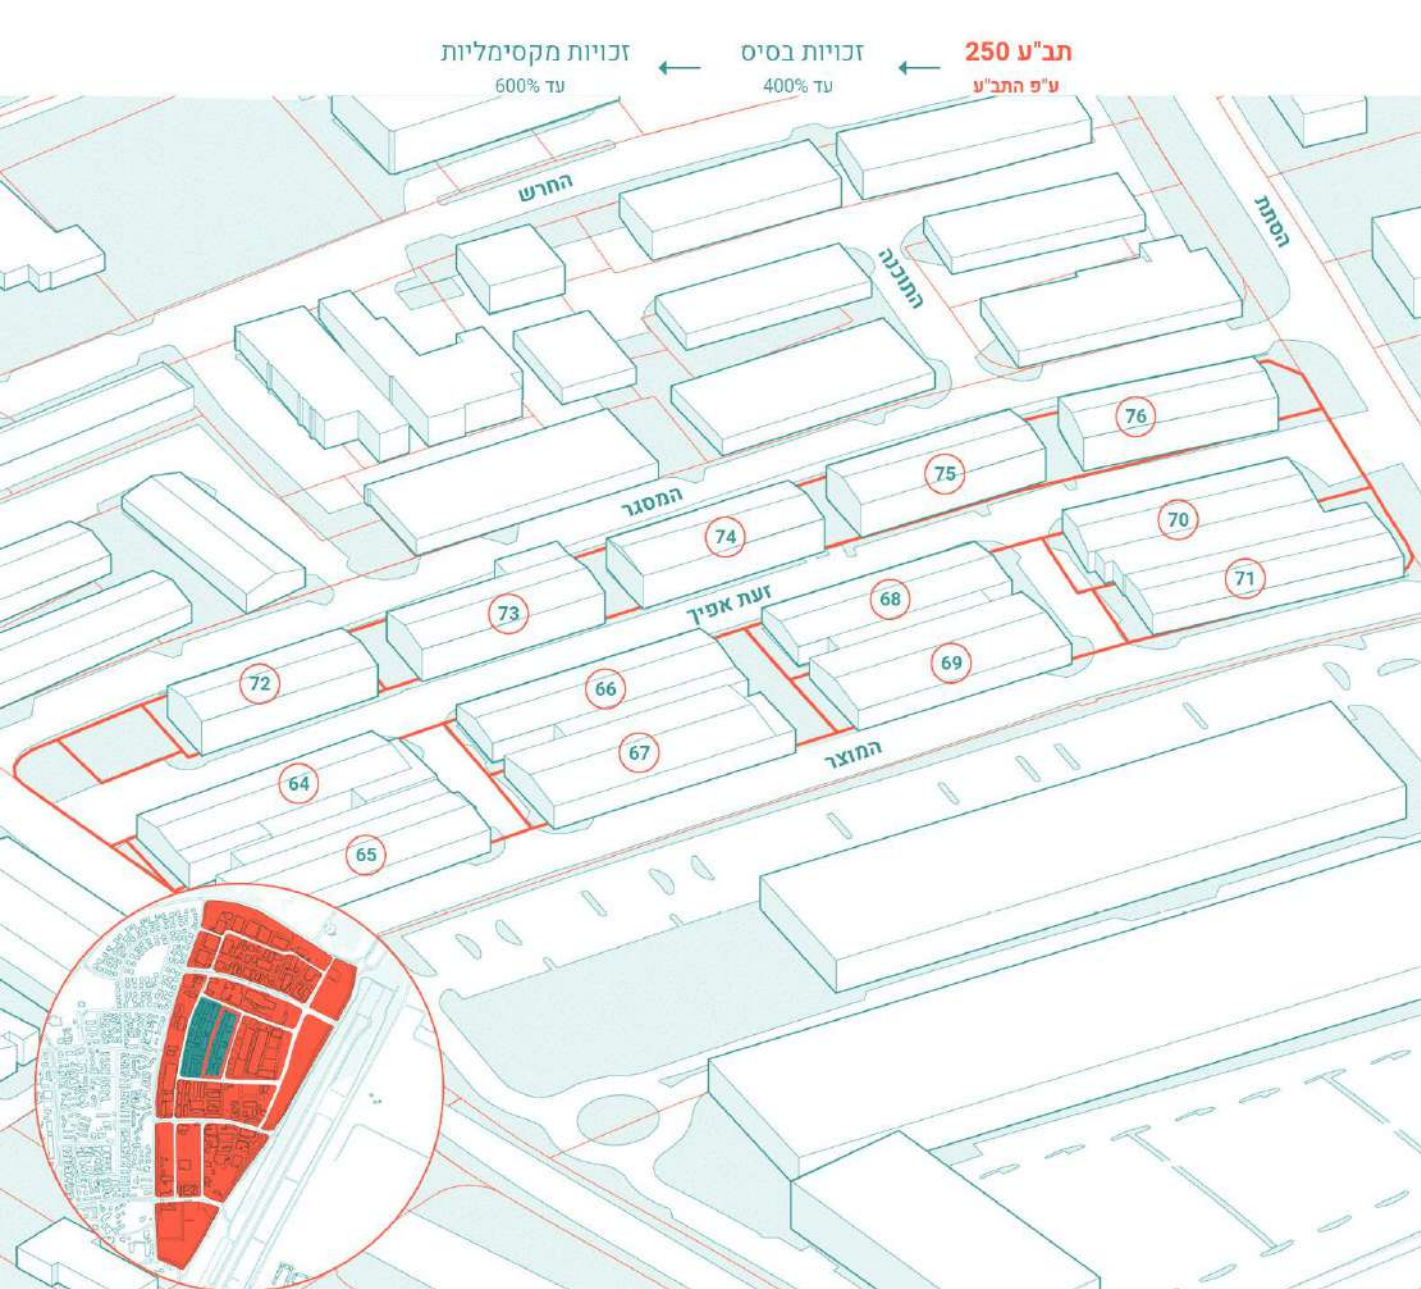 תב"ע 250
ע"פ התב"ע
זכויות בסיס
עד 400%
זכויות מקסימליות
עד 600%
החרש
הסתת
התוכנה
המסגר
זעת אפיך
המוצר
76
75
74
73
72
70
71
68
69
66
67
64
65